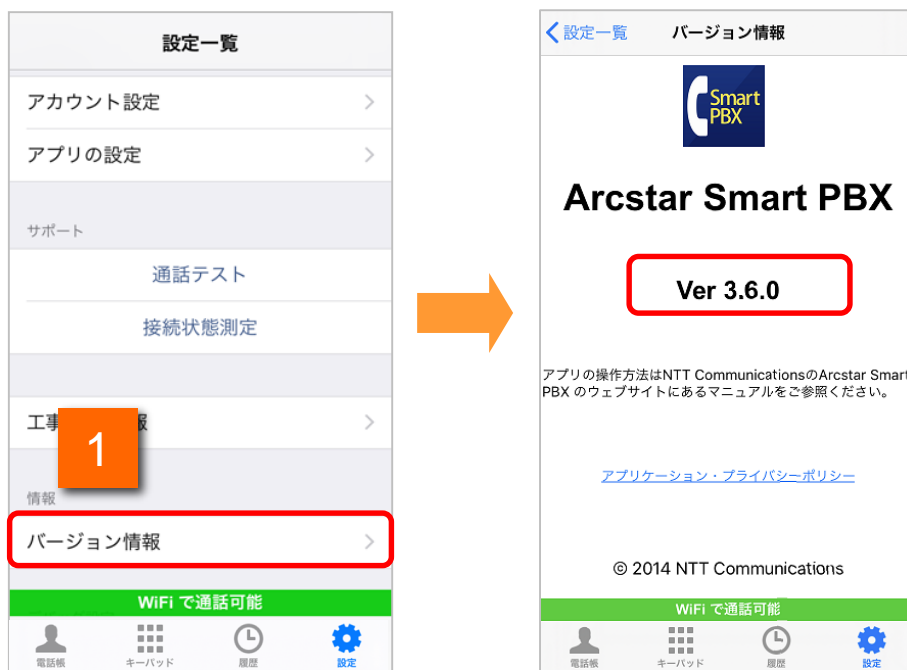 設定一覧
アカウント設定
アプリの設定
サポート
通話テスト
接続状態測定
工事
報
1
情報
バージョン情報
WiFi で通話可能
電話帳
キーパッド
履歴
設定
設定一覧
バージョン情報
Smart
PBX
Arcstar Smart PBX
Ver 3.6.0
アプリの操作方法はNTT CommunicationsのArcstar Smart
PBX のウェブサイトにあるマニュアルをご参照ください。
アプリケーション・プライバシーポリシー
© 2014 NTT Communications
WiFi で通話可能
電話帳
キーパッド
履歴
設定